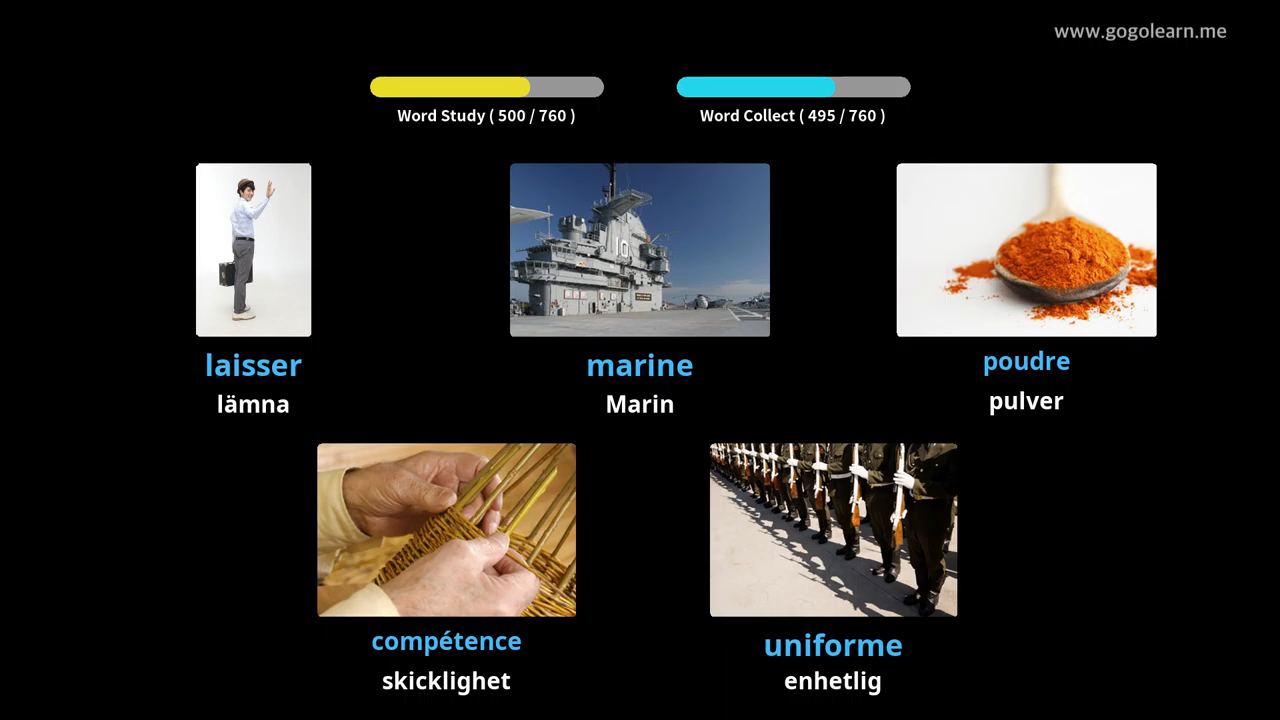 www.gogolearn.me
Word Study ( 500 / 760 )
Word Collect ( 495 / 760 )
laisser
lämna
marine
Marin
poudre
pulver
compétence
skicklighet
uniforme
enhetlig